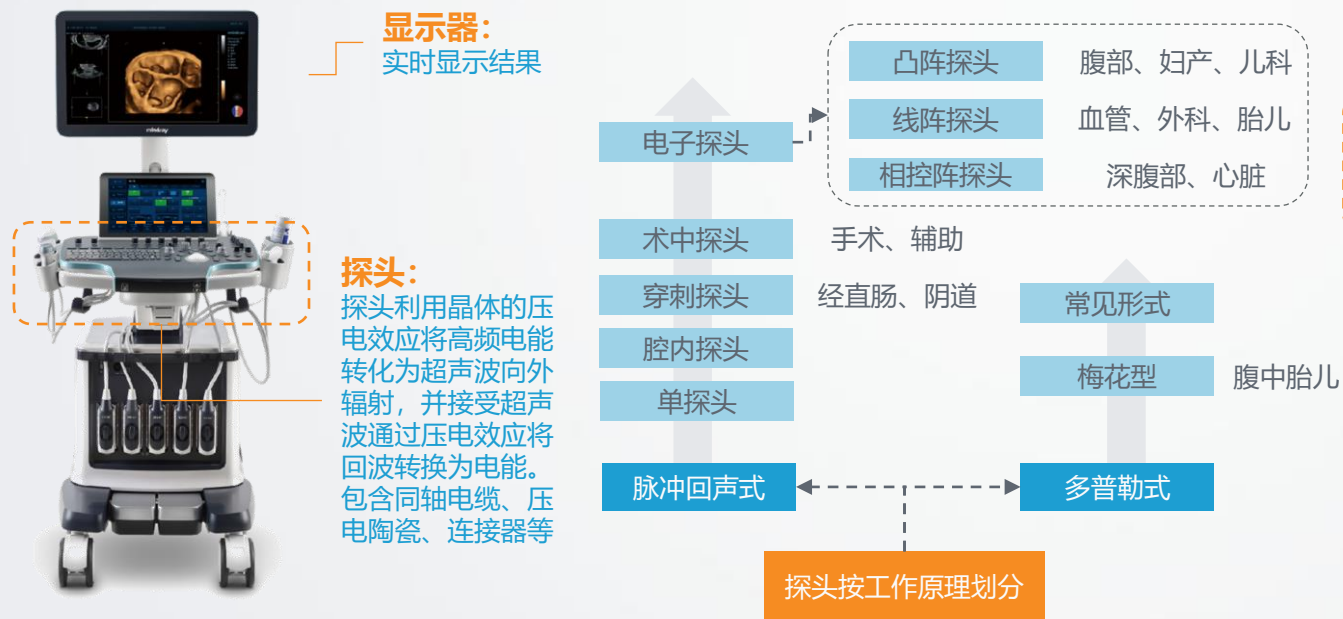 显示器：
实时显示结果
mindray
探头：
探头利用晶体的压
电效应将高频电能
转化为超声波向外
辐射，并接受超声
波通过压电效应将
回波转换为电能。
包含同轴电缆、压
电陶瓷、连接器等
凸阵探头 腹部、妇产、儿科
线阵探头 血管、外科、胎儿
相控阵探头 深腹部、心脏
电子探头
术中探头 手术、辅助
穿刺探头 经直肠、阴道
腔内探头
单探头
脉冲回声式
常见形式
梅花型 腹中胎儿
多普勒式
探头按工作原理划分